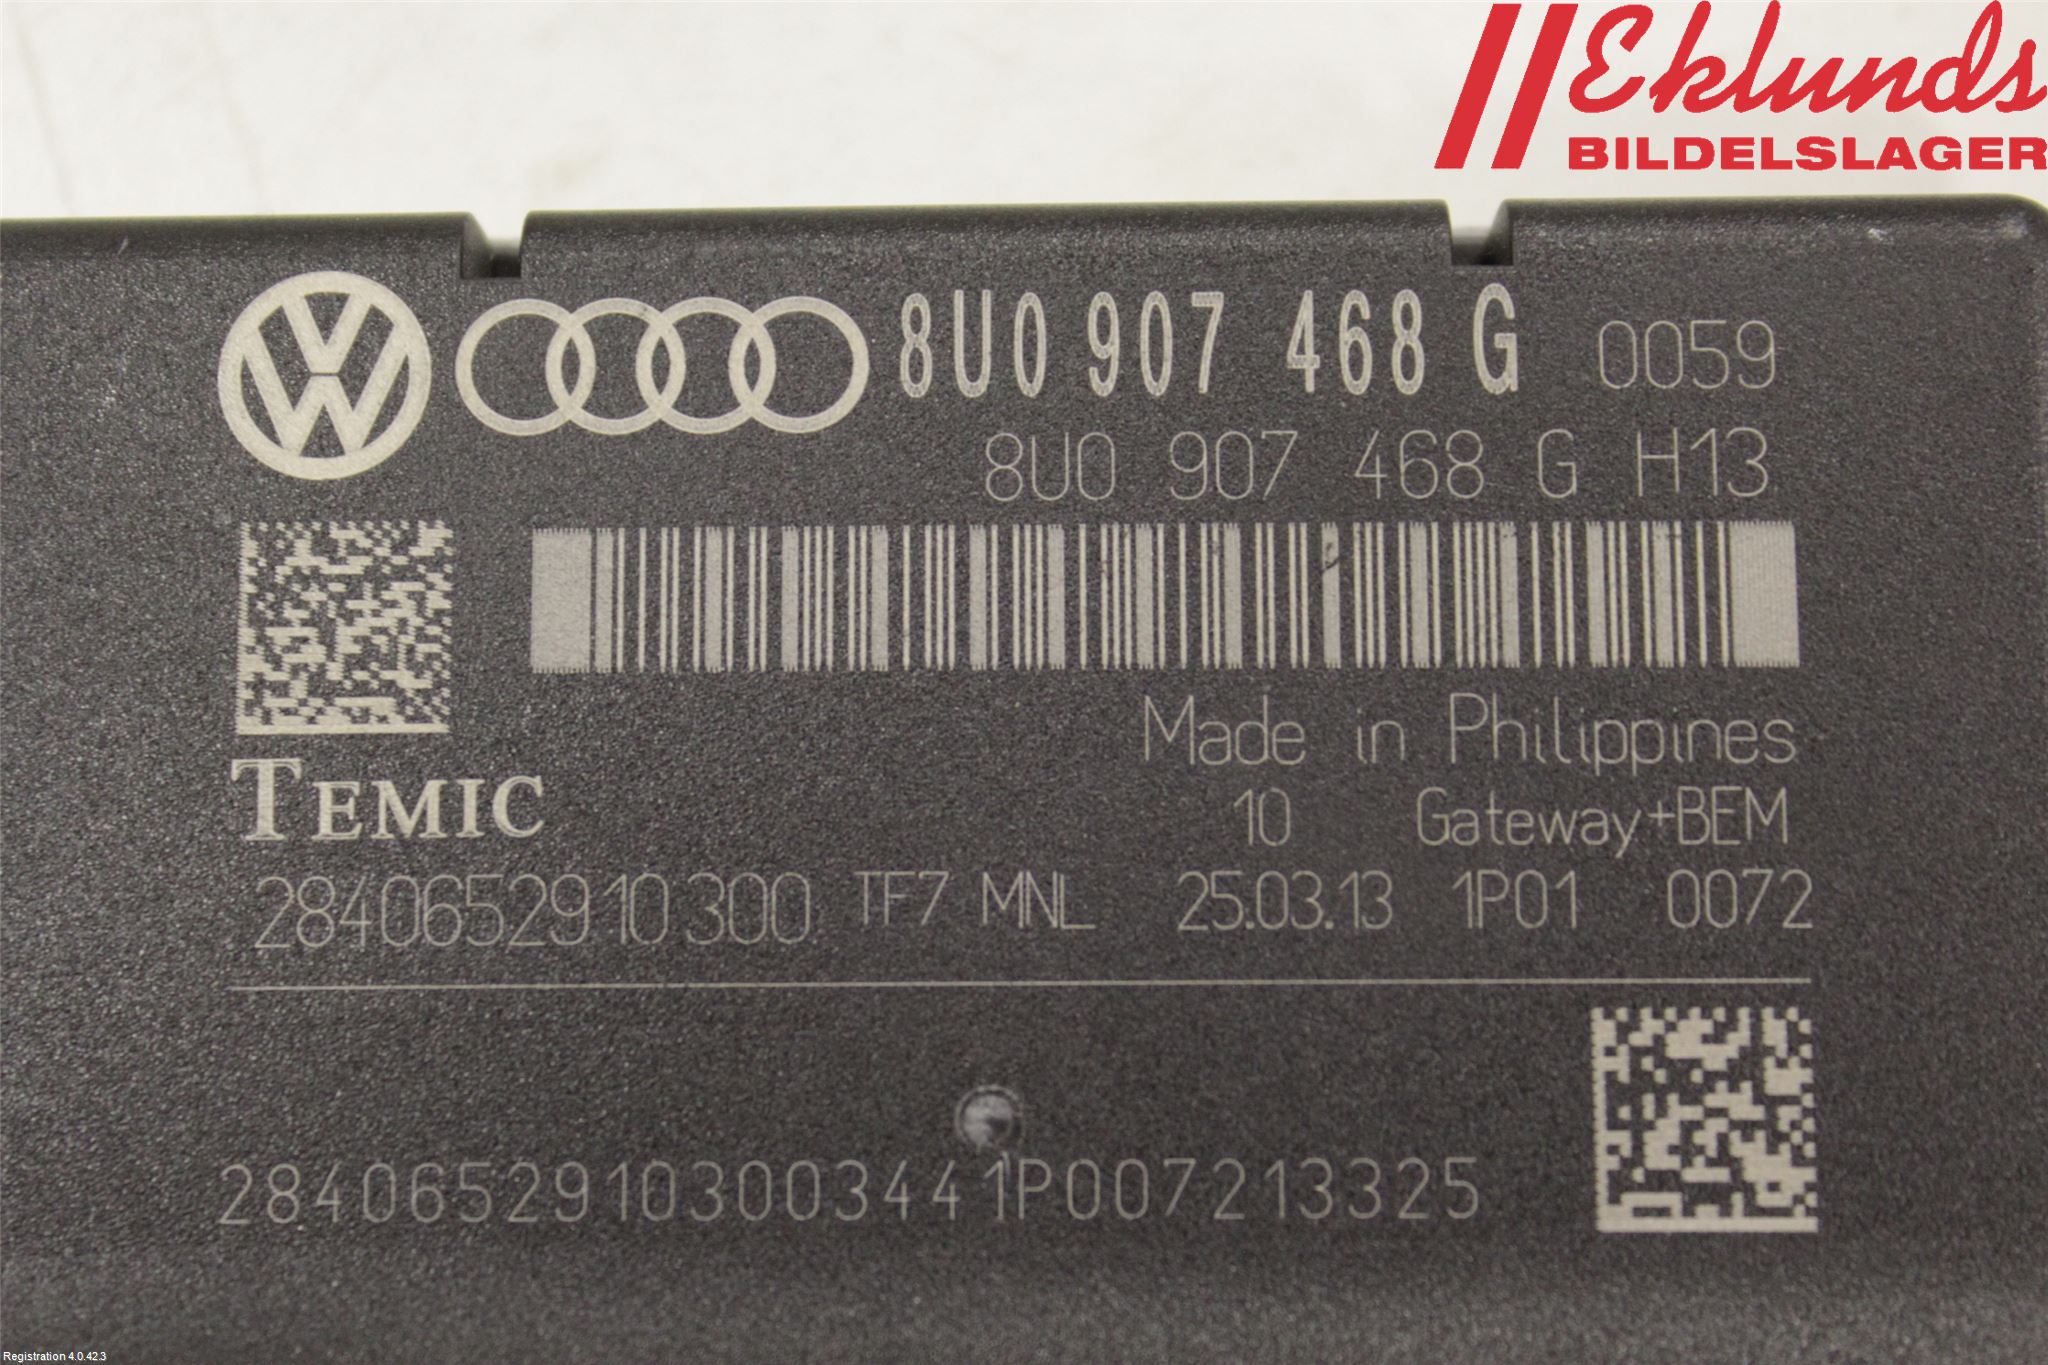 Eklunds
BILDELSLAGER
8U0 907 468 G 0059
8U0 907 468 G H13
Made in Philippines
TEMIC
10 Gateway+BEM
2840652910300 TF7 MNL 25.03.13 1P01 0072
28406529103003441P007213325
Registration 4.0.42.3